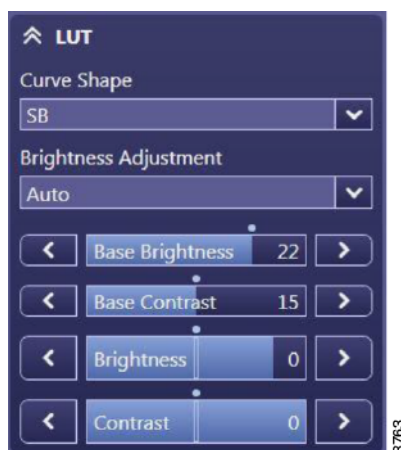 LUT
Curve Shape
SB
Brightness Adjustment
Auto
Base Brightness 22
Base Contrast 15
Brightness 0
Contrast 0